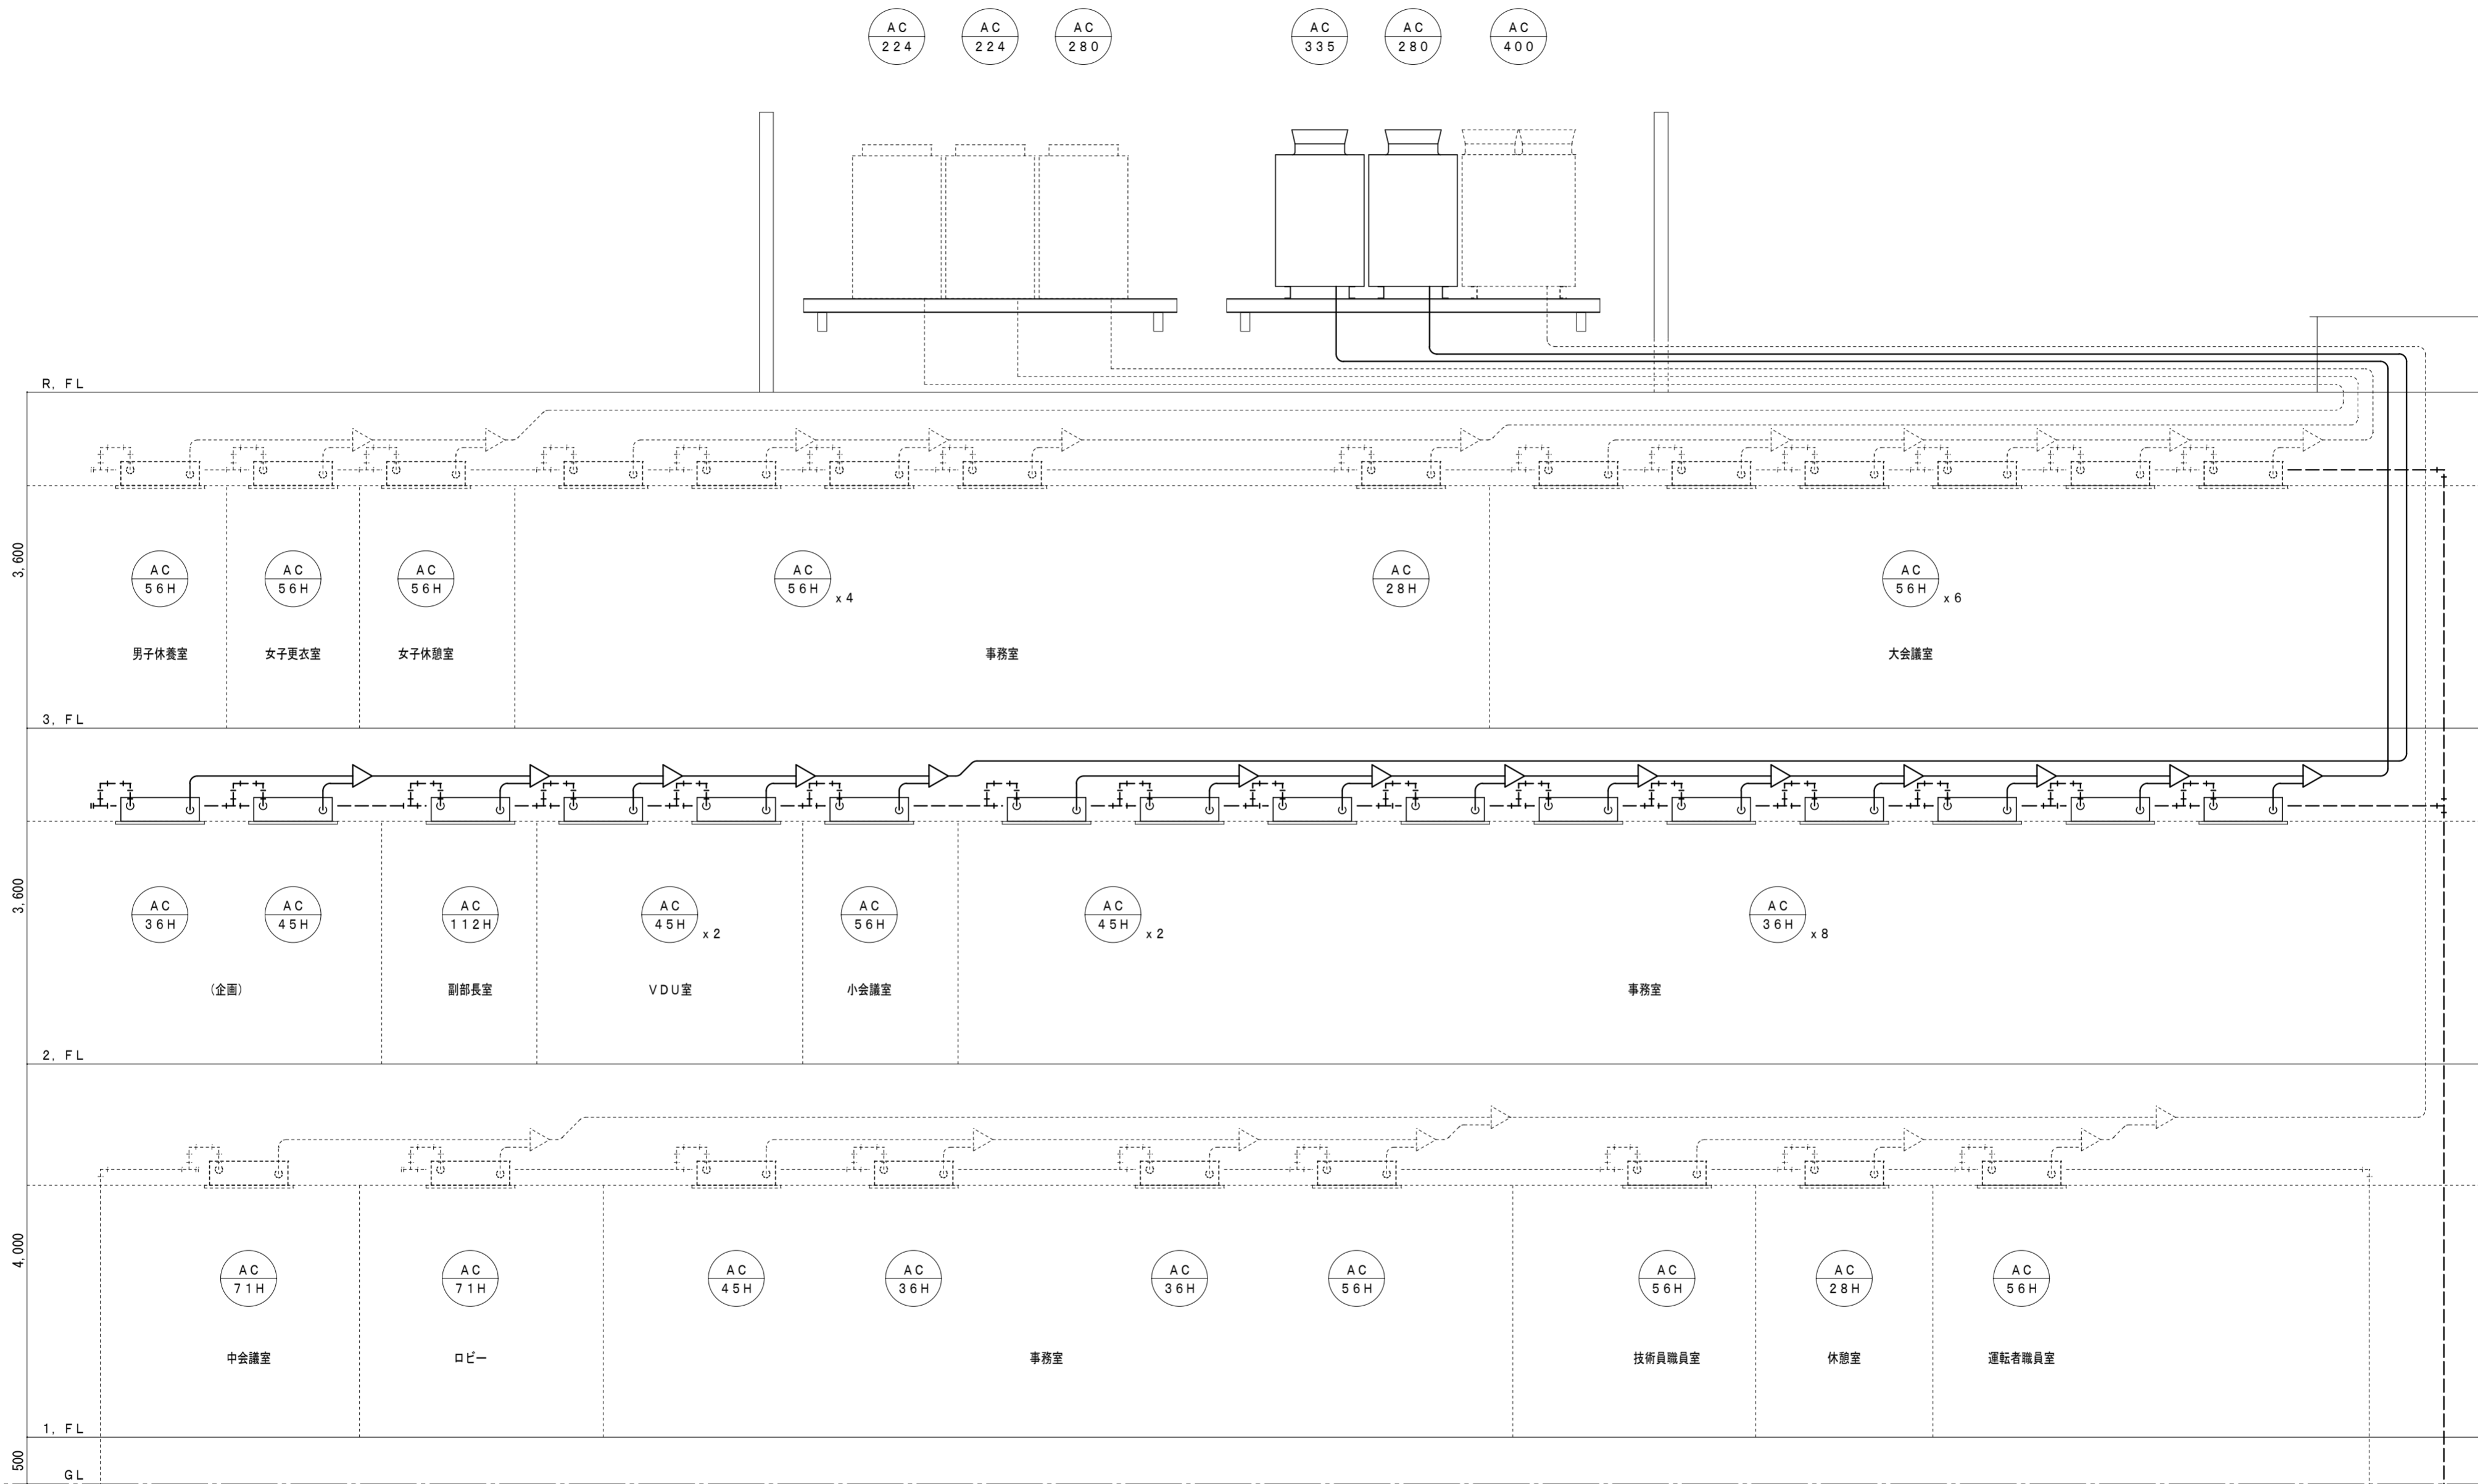 AC AC AC AC AC AC
224 224 280 335 280 400
R, FL
3,600
AC AC AC AC AC AC
56H 56H 56H 56H x4 28H 56H x6
男子休養室 女子更衣室 女子休憩室 事務室 大会議室
3, FL
3,600
AC AC AC AC AC AC AC
36H 45H 112H 45H x2 56H 45H x2 36H x8
(企画) 副部長室 VDU室 小会議室 事務室
2, FL
4,000
AC AC AC AC AC AC AC AC AC
71H 71H 45H 36H 36H 56H 56H 28H 56H
中会議室 ロビー 事務室 技術員職員室 休憩室 運転者職員室
1, FL
500
GL